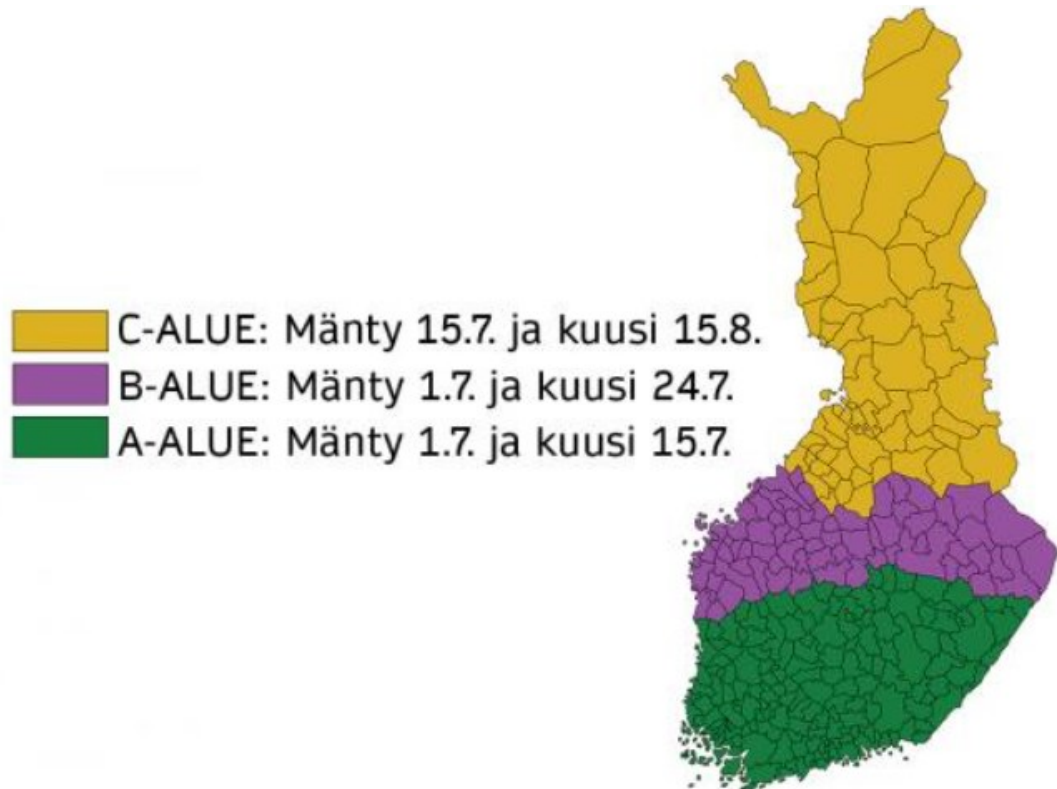 C-ALUE: Mänty 15.7. ja kuusi 15.8.
B-ALUE: Mänty 1.7. ja kuusi 24.7.
A-ALUE: Mänty 1.7. ja kuusi 15.7.